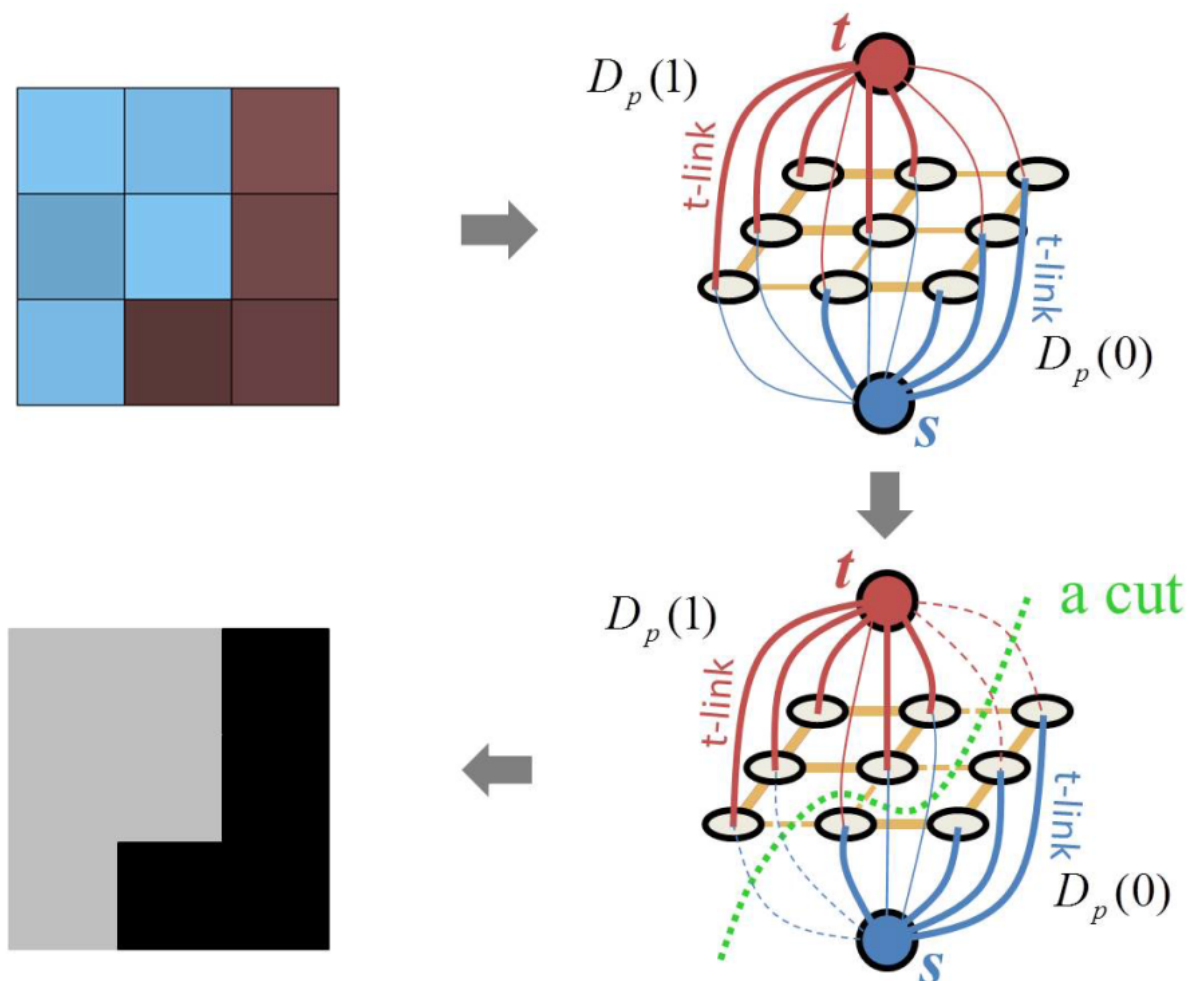 t
D_p(1)
t-link
t-link
D_p(0)
s
t
a cut
D_p(1)
t-link
t-link
D_p(0)
s